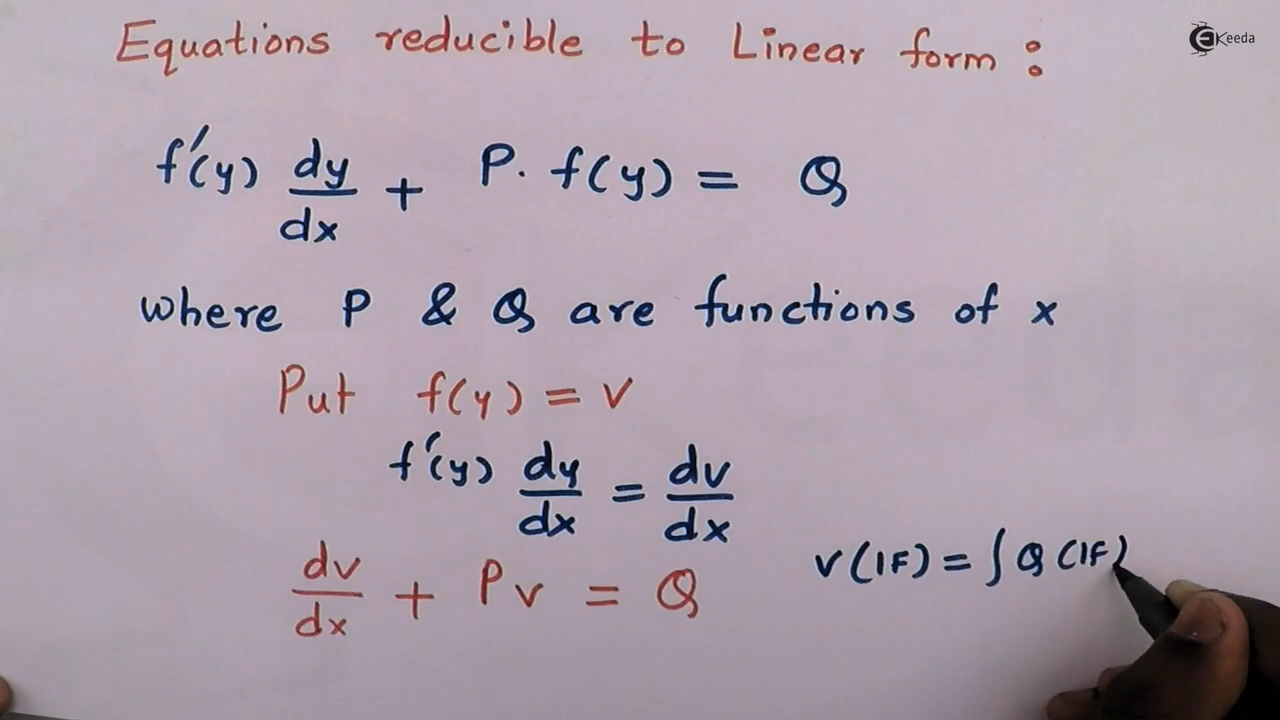 Equations reducible to Linear form :
Keeda
f'(y) dy/dx + P. f(y) = Q
where P & Q are functions of x
Put f(y) = v
f'(y) dy/dx = dv/dx
dv/dx + Pv = Q
v(IF) = ∫ Q (IF)